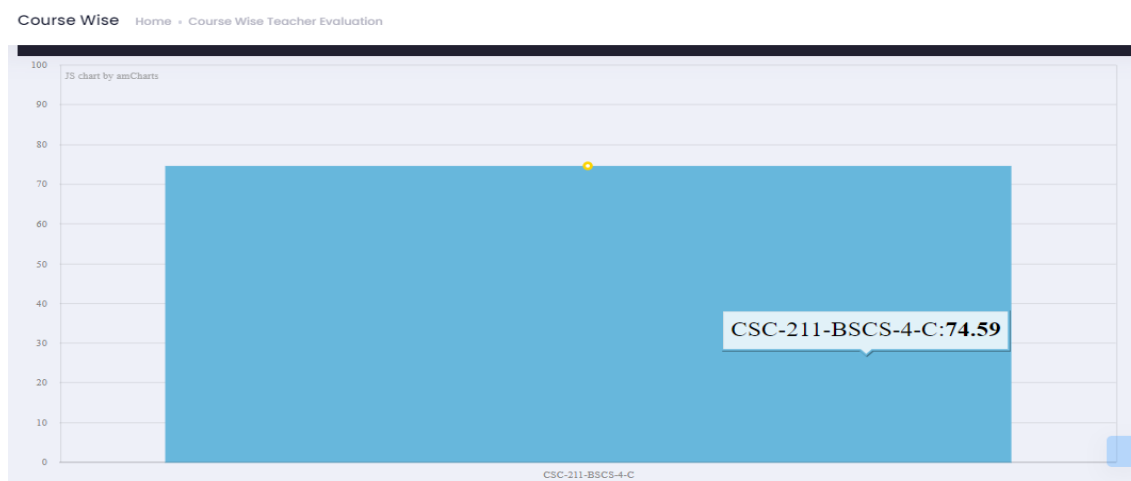 Course Wise Home • Course Wise Teacher Evaluation
JS chart by amCharts
100
90
80
70
60
50
40
30
20
10
0
CSC-211-BSCS-4-C:74.59
CSC-211-BSCS-4-C